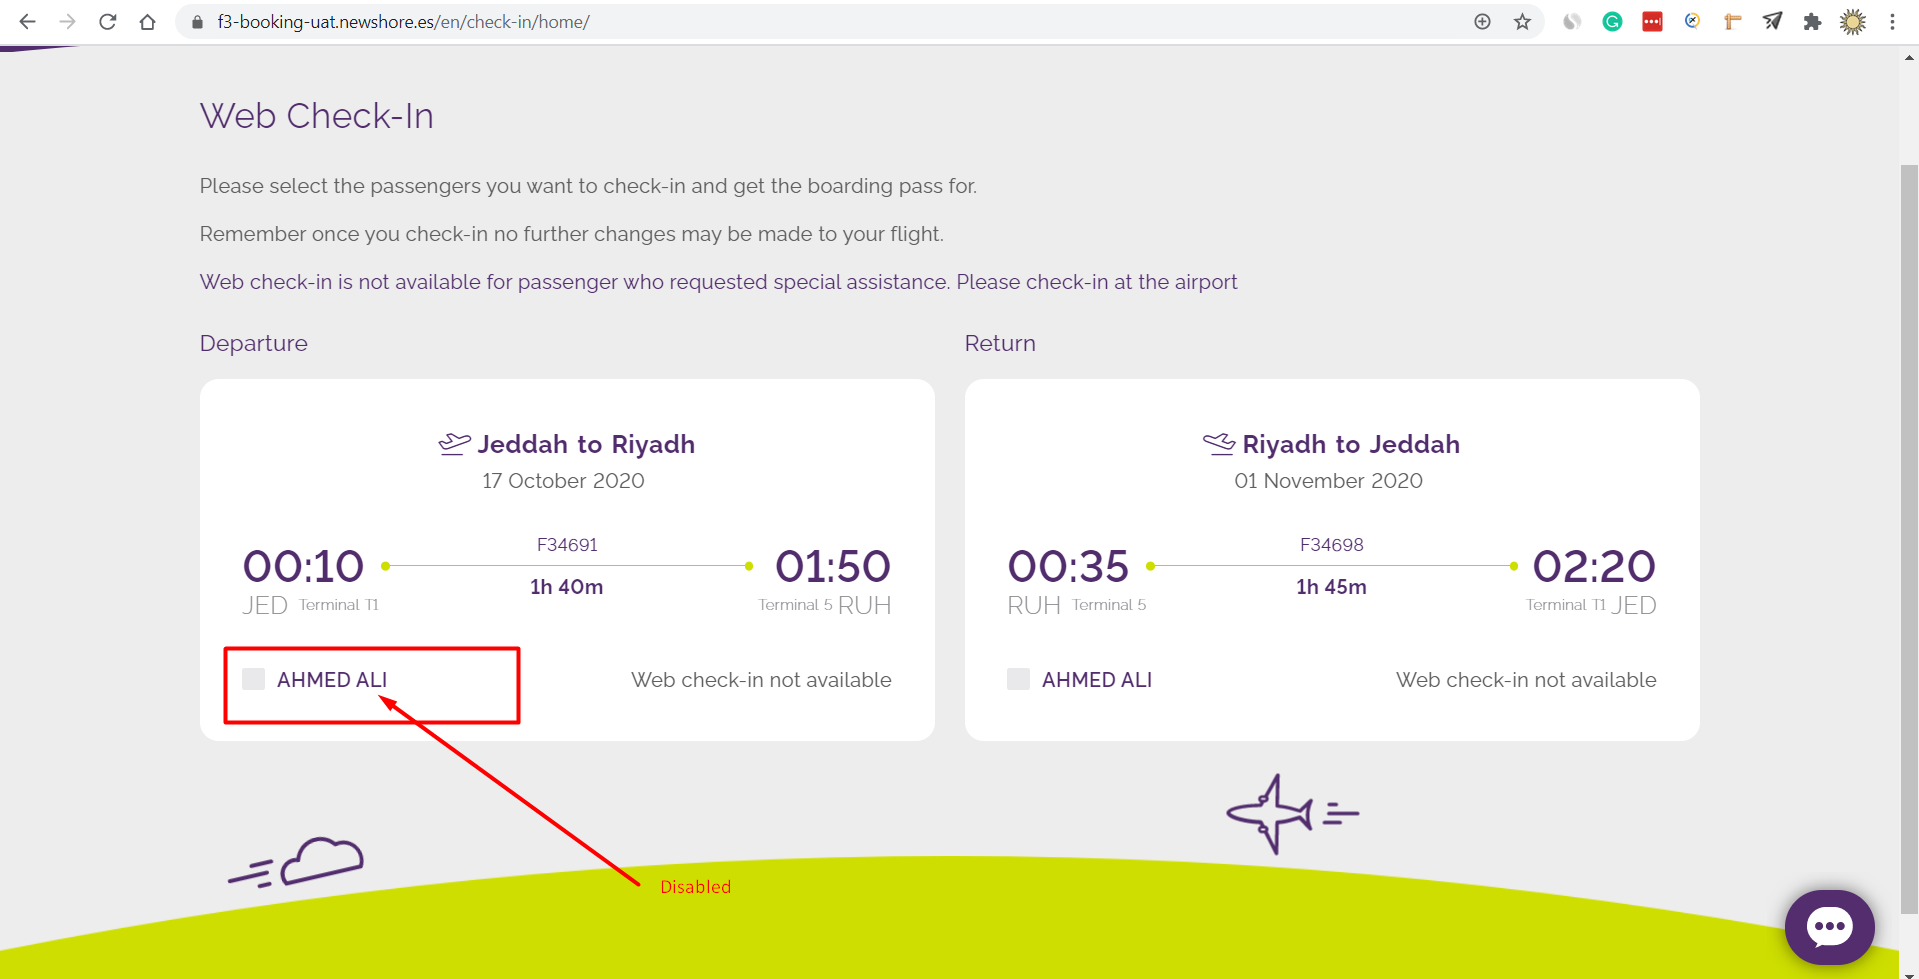 f3-booking-uat.newshore.es/en/check-in/home/
Web Check-In
Please select the passengers you want to check-in and get the boarding pass for.
Remember once you check-in no further changes may be made to your flight.
Web check-in is not available for passenger who requested special assistance. Please check-in at the airport
Departure
Jeddah to Riyadh
17 October 2020
F34691
00:10
01:50
1h 40m
JED Terminal T1
Terminal 5 RUH
AHMED ALI
Web check-in not available
Return
Riyadh to Jeddah
01 November 2020
F34698
00:35
02:20
1h 45m
RUH Terminal 5
Terminal T1 JED
AHMED ALI
Web check-in not available
Disabled